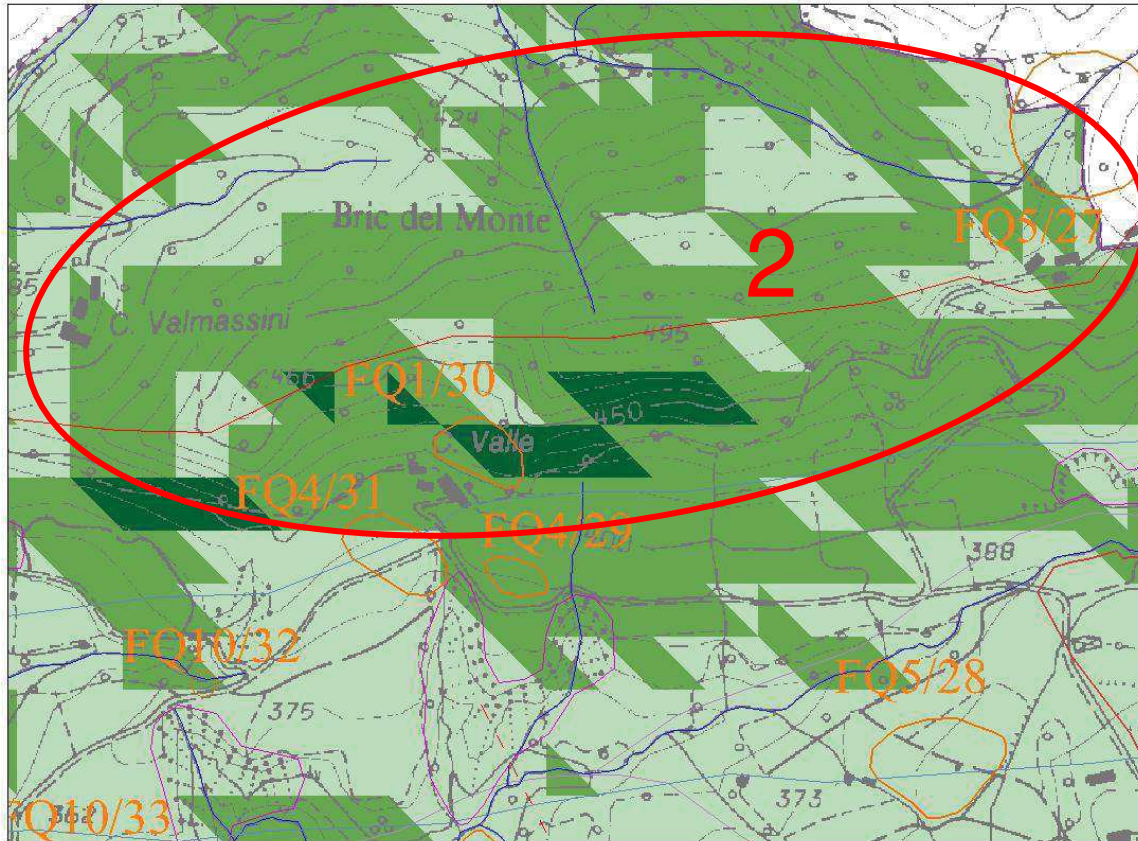 424
Bric del Monte
FQ5/27
2
C. Valmassini
495
466
FQ1/30
450
C. Valle
FQ4/31
FQ4/29
388
FQ10/32
FQ5/28
375
373
362
FQ10/33